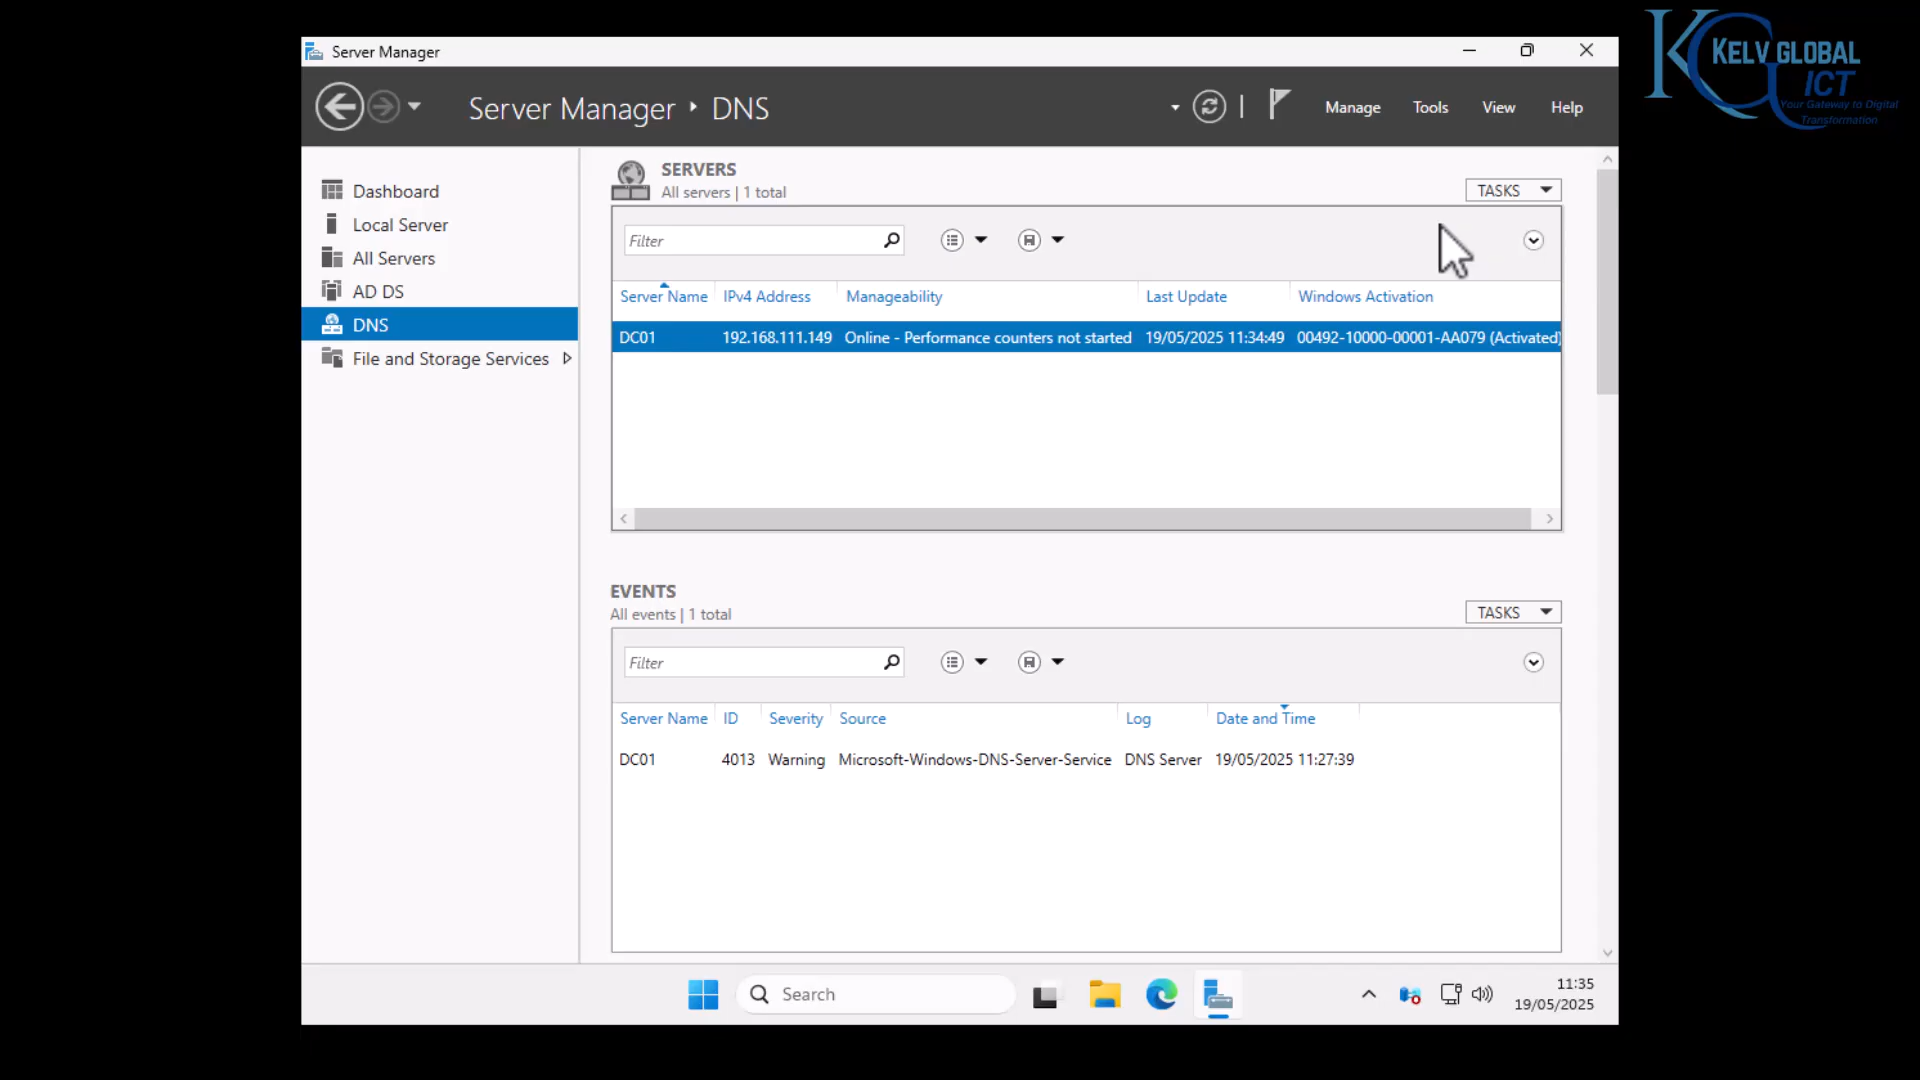 Server Manager
KELV GLOBAL
ICT
Your Gateway to Digital
Transformation
Server Manager DNS
Manage Tools View Help
Dashboard
Local Server
All Servers
AD DS
DNS
File and Storage Services
SERVERS
All servers | 1 total
TASKS
Filter
Server Name IPv4 Address Manageability Last Update Windows Activation
DC01 192.168.111.149 Online - Performance counters not started 19/05/2025 11:34:49 00492-10000-00001-AA079 (Activated)
EVENTS
All events | 1 total
TASKS
Filter
Server Name ID Severity Source Log Date and Time
DC01 4013 Warning Microsoft-Windows-DNS-Server-Service DNS Server 19/05/2025 11:27:39
Search
11:35
19/05/2025